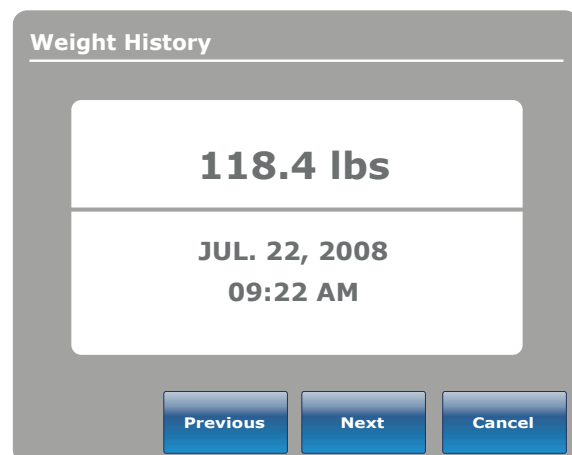 Weight History
118.4 lbs
JUL. 22, 2008
09:22 AM
Previous Next Cancel